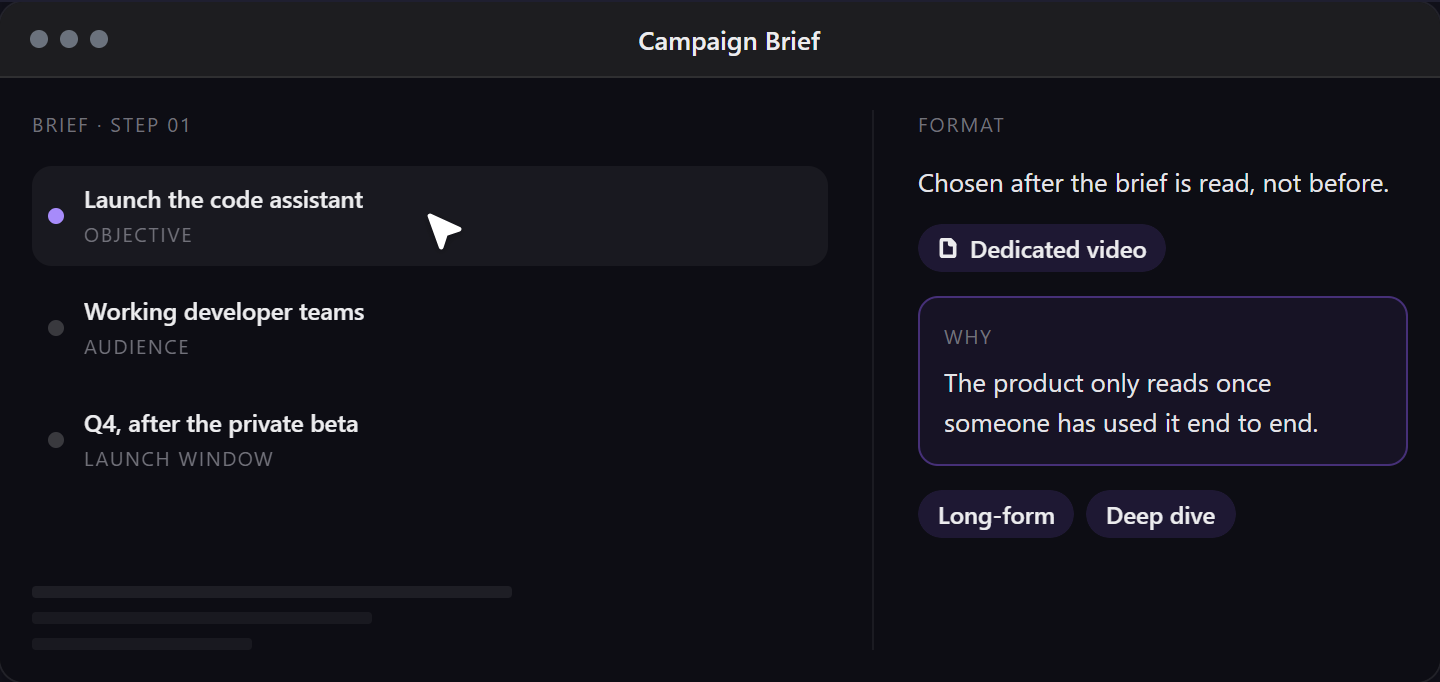 Campaign Brief
BRIEF · STEP 01
Launch the code assistant
OBJECTIVE
Working developer teams
AUDIENCE
Q4, after the private beta
LAUNCH WINDOW
FORMAT
Chosen after the brief is read, not before.
Dedicated video
WHY
The product only reads once
someone has used it end to end.
Long-form
Deep dive